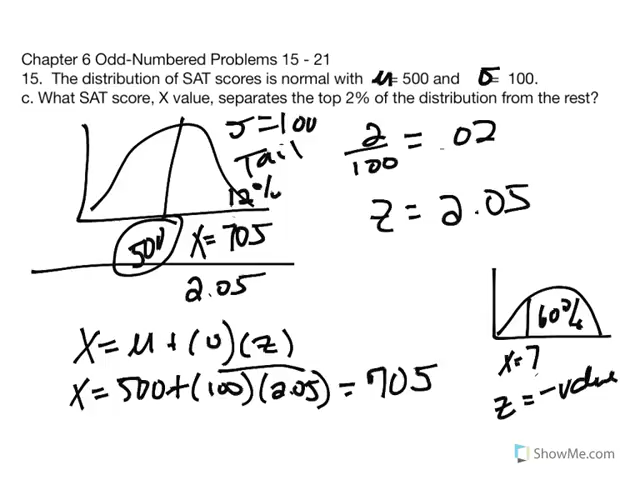 Chapter 6 Odd-Numbered Problems 15 - 21
15. The distribution of SAT scores is normal with μ= 500 and σ= 100.
c. What SAT score, X value, separates the top 2% of the distribution from the rest?
σ=100
Tail
2%
500
X= 705
2.05
2/100 = .02
Z = 2.05
X= μ + (σ)(z)
X= 500+(100)(2.05) = 705
60%
X=?
Z = -value
ShowMe.com